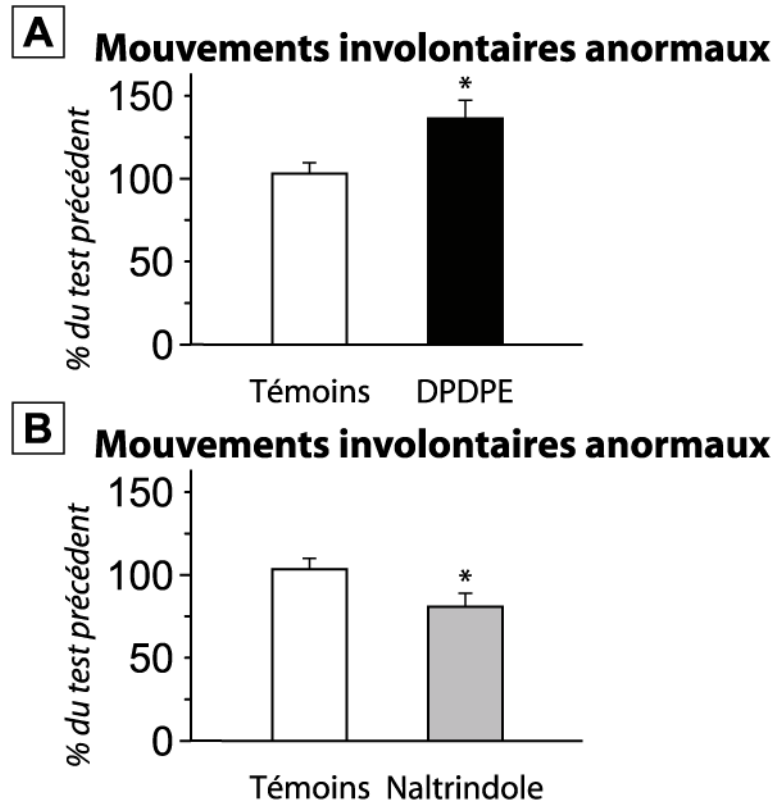 A
Mouvements involontaires anormaux
*
150
100
50
0
% du test précédent
Témoins DPDPE
B
Mouvements involontaires anormaux
*
150
100
50
0
% du test précédent
Témoins Naltrindole